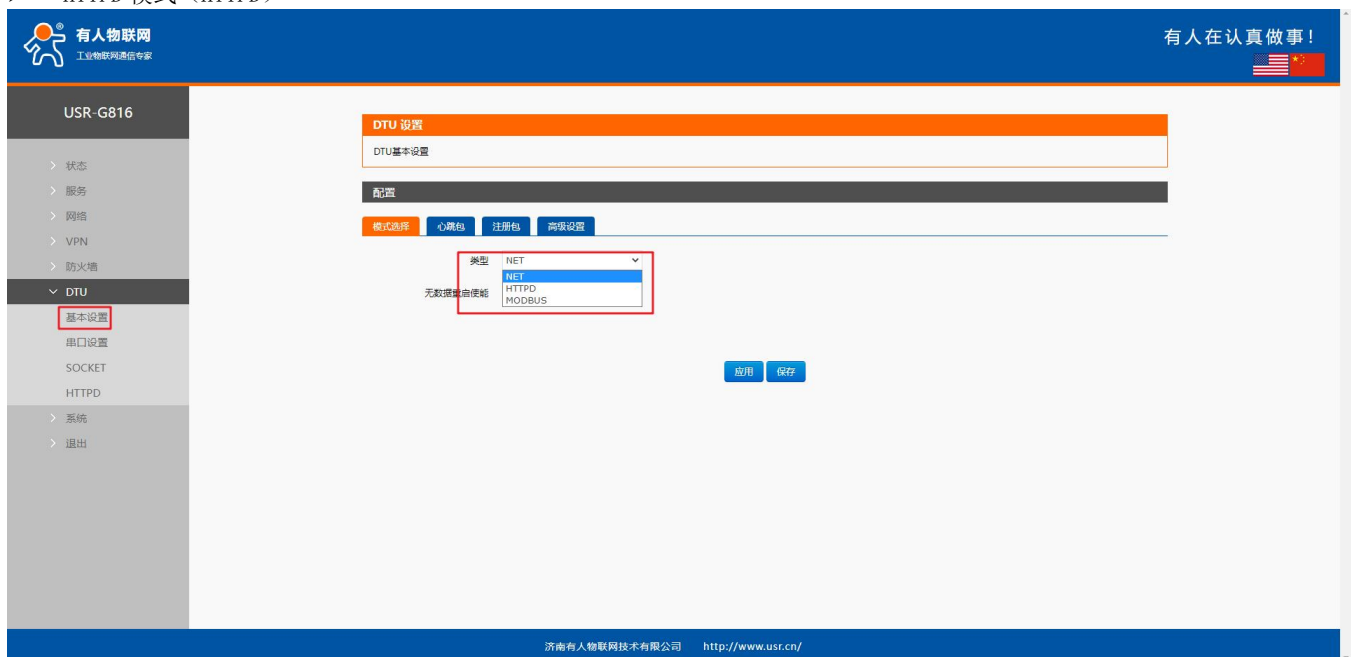 HTTPD 模式（HTTPD）
有人物联网
工业物联网通信专家
有人在认真做事！
USR-G816
状态
服务
网络
VPN
防火墙
DTU
基本设置
串口设置
SOCKET
HTTPD
系统
退出
DTU 设置
DTU基本设置
配置
模式选择 心跳包 注册包 高级设置
类型 NET
NET
无数据重启使能 HTTPD
MODBUS
应用 保存
济南有人物联网技术有限公司 http://www.usr.cn/